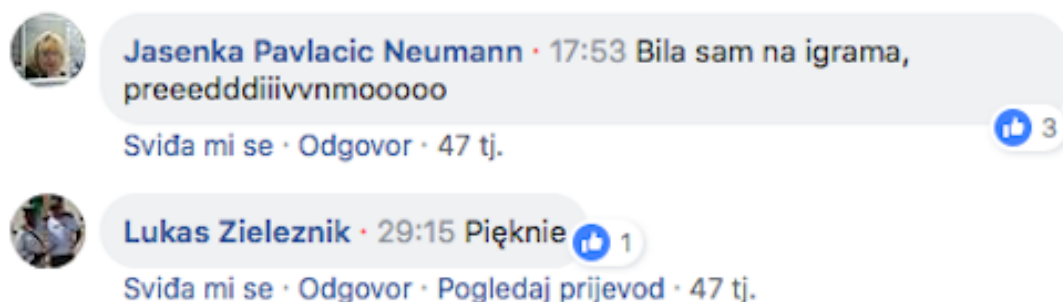 Jasenka Pavlacic Neumann · 17:53 Bila sam na igrama,
preeedddiiivvnmooooo
3
Sviđa mi se · Odgovor · 47 tj.
Lukas Zieleznik · 29:15 Pięknie 1
Sviđa mi se · Odgovor · Pogledaj prijevod · 47 tj.